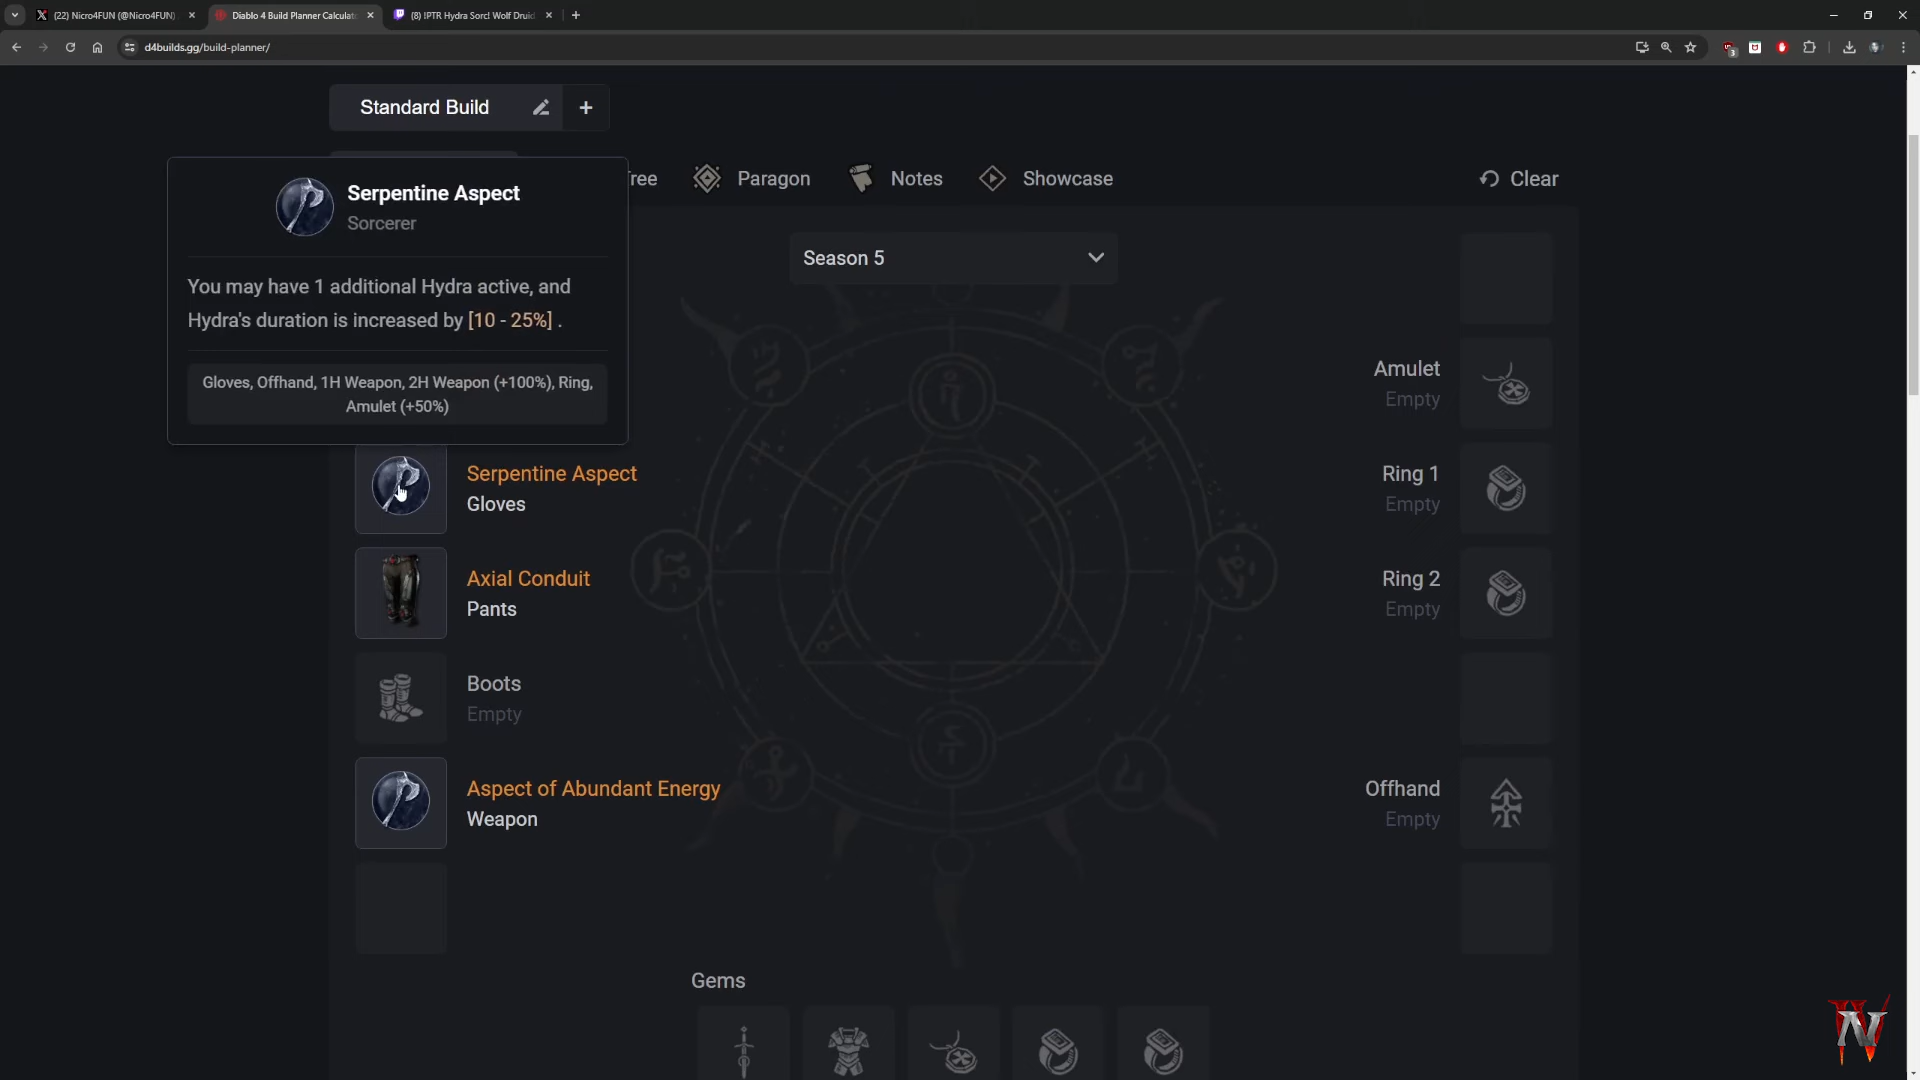 (22) Nicro4FUN (@Nicro4FUN)
Diablo 4 Build Planner Calculat
(8) !PTR Hydra Sorc! Wolf Druid
d4builds.gg/build-planner/
3
Standard Build
+
Serpentine Aspect
Sorcerer
You may have 1 additional Hydra active, and
Hydra's duration is increased by [10 - 25%] .
Gloves, Offhand, 1H Weapon, 2H Weapon (+100%), Ring,
Amulet (+50%)
Tree
Paragon
Notes
Showcase
Clear
Season 5
Serpentine Aspect
Gloves
Axial Conduit
Pants
Boots
Empty
Aspect of Abundant Energy
Weapon
Amulet
Empty
Ring 1
Empty
Ring 2
Empty
Offhand
Empty
Gems
IV
N